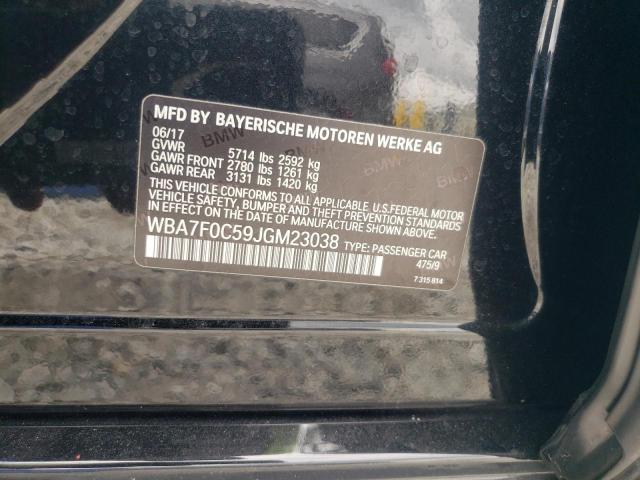 MFD BY BAYERISCHE MOTOREN WERKE AG
06/17
GVWR 5714 lbs 2592 kg
GAWR FRONT 2780 lbs 1261 kg
GAWR REAR 3131 lbs 1420 kg
THIS VEHICLE CONFORMS TO ALL APPLICABLE U.S.FEDERAL MOTOR
VEHICLE SAFETY, BUMPER AND THEFT PREVENTION STANDARDS
IN EFFECT ON THE DATE OF MANUFACTURE SHOWN ABOVE.
WBA7F0C59JGM23038 TYPE: PASSENGER CAR
475/9
7 315 814